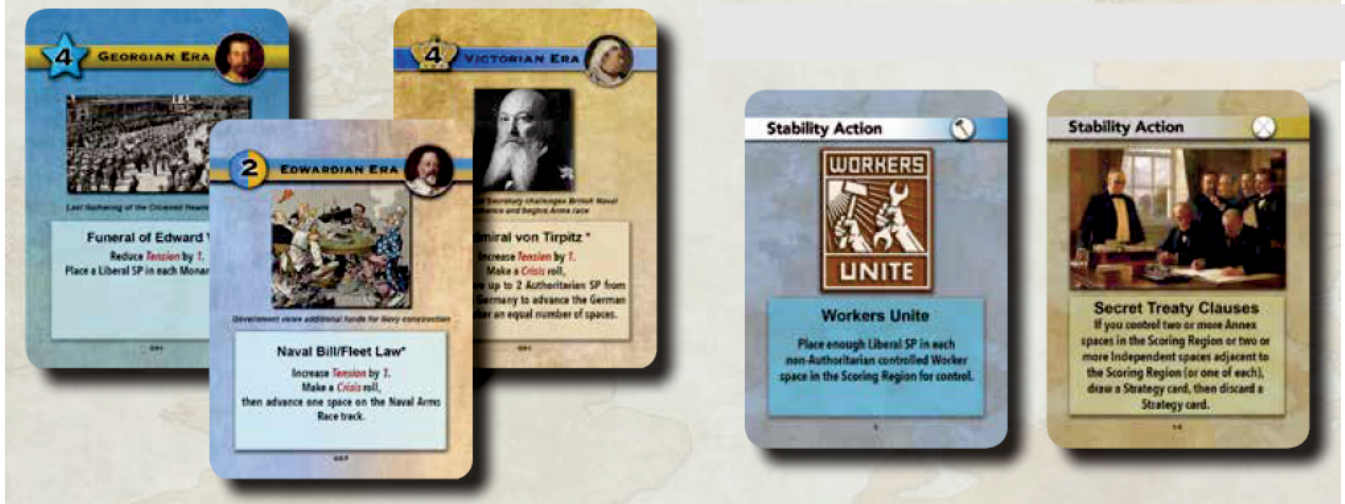 4 GEORGIAN ERA
Last Gathering of the Crowned
Funeral of Edward
Reduce Tension by 1.
Place a Liberal SP in each
2 EDWARDIAN ERA
Government views additional funds for Navy construction
Naval Bill/Fleet Law*
Increase Tension by 1.
Make a Crisis roll,
then advance one space on the Naval Arms
Race track.
4 VICTORIAN ERA
Secretary challenges British Naval
and begins Arms race
von Tirpitz *
Increase Tension by 1.
Make a Crisis roll,
up to 2 Authoritarian SP from
Germany to advance the German
an equal number of spaces.
Stability Action
WORKERS
UNITE
Workers Unite
Place enough Liberal SP in each
non-Authoritarian controlled Worker
space in the Scoring Region for control.
Stability Action
Secret Treaty Clauses
If you control two or more Annex
spaces in the Scoring Region or two or
more Independent spaces adjacent to
the Scoring Region (or one of each),
draw a Strategy card, then discard a
Strategy card.